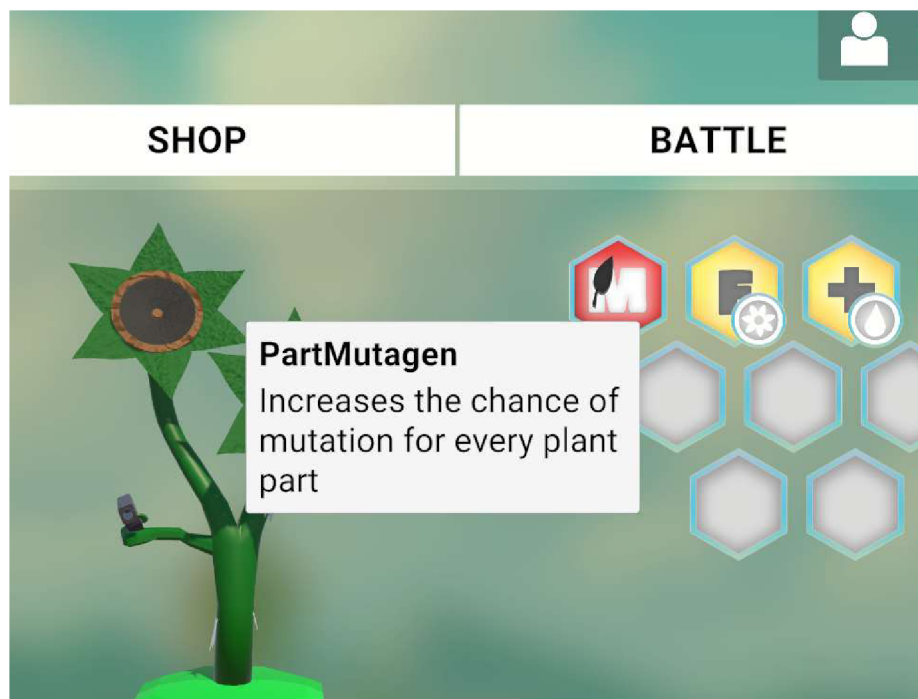 SHOP
BATTLE
M
F
+
PartMutagen
Increases the chance of
mutation for every plant
part